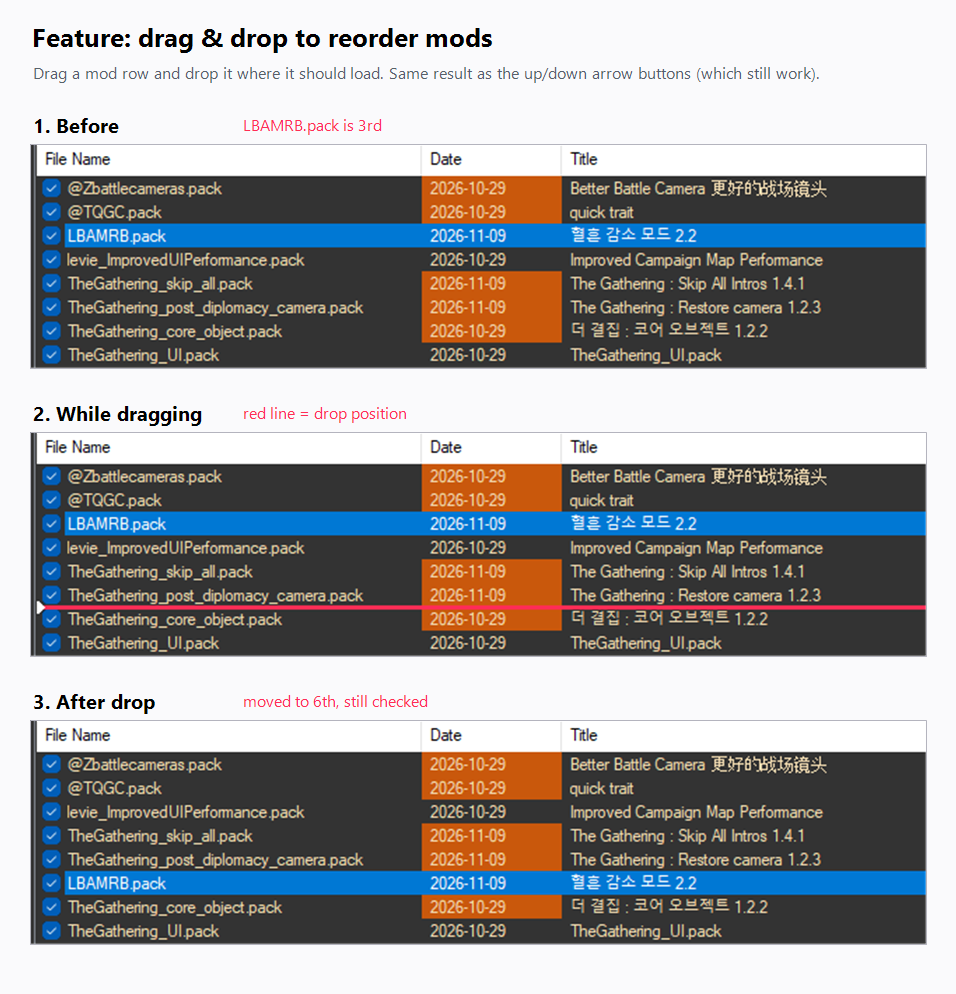 Feature: drag & drop to reorder mods
Drag a mod row and drop it where it should load. Same result as the up/down arrow buttons (which still work).
1. Before LBAMRB.pack is 3rd
File Name Date Title
@Zbattlecameras.pack 2026-10-29 Better Battle Camera 更好的战场镜头
@TQGC.pack 2026-10-29 quick trait
LBAMRB.pack 2026-11-09 혈흔 감소 모드 2.2
levie_ImprovedUIPerformance.pack 2026-10-29 Improved Campaign Map Performance
TheGathering_skip_all.pack 2026-11-09 The Gathering : Skip All Intros 1.4.1
TheGathering_post_diplomacy_camera.pack 2026-11-09 The Gathering : Restore camera 1.2.3
TheGathering_core_object.pack 2026-10-29 더 결집 : 코어 오브젝트 1.2.2
TheGathering_UI.pack 2026-10-29 TheGathering_UI.pack
2. While dragging red line = drop position
File Name Date Title
@Zbattlecameras.pack 2026-10-29 Better Battle Camera 更好的战场镜头
@TQGC.pack 2026-10-29 quick trait
LBAMRB.pack 2026-11-09 혈흔 감소 모드 2.2
levie_ImprovedUIPerformance.pack 2026-10-29 Improved Campaign Map Performance
TheGathering_skip_all.pack 2026-11-09 The Gathering : Skip All Intros 1.4.1
TheGathering_post_diplomacy_camera.pack 2026-11-09 The Gathering : Restore camera 1.2.3
TheGathering_core_object.pack 2026-10-29 더 결집 : 코어 오브젝트 1.2.2
TheGathering_UI.pack 2026-10-29 TheGathering_UI.pack
3. After drop moved to 6th, still checked
File Name Date Title
@Zbattlecameras.pack 2026-10-29 Better Battle Camera 更好的战场镜头
@TQGC.pack 2026-10-29 quick trait
levie_ImprovedUIPerformance.pack 2026-10-29 Improved Campaign Map Performance
TheGathering_skip_all.pack 2026-11-09 The Gathering : Skip All Intros 1.4.1
TheGathering_post_diplomacy_camera.pack 2026-11-09 The Gathering : Restore camera 1.2.3
LBAMRB.pack 2026-11-09 혈흔 감소 모드 2.2
TheGathering_core_object.pack 2026-10-29 더 결집 : 코어 오브젝트 1.2.2
TheGathering_UI.pack 2026-10-29 TheGathering_UI.pack